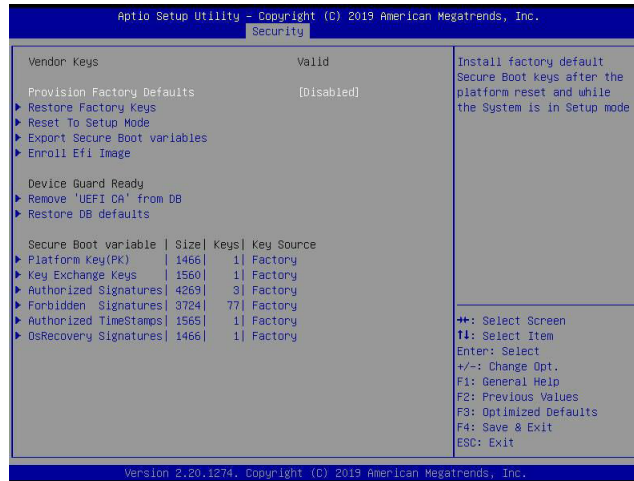 Aptio Setup Utility – Copyright (C) 2019 American Megatrends, Inc.
Security
Vendor Keys Valid
Provision Factory Defaults [Disabled]
Restore Factory Keys
Reset To Setup Mode
Export Secure Boot variables
Enroll Efi Image
Device Guard Ready
Remove 'UEFI CA' from DB
Restore DB defaults
Secure Boot variable | Size| Keys| Key Source
Platform Key(PK) | 1466| 1| Factory
Key Exchange Keys | 1560| 1| Factory
Authorized Signatures| 4269| 3| Factory
Forbidden Signatures| 3724| 77| Factory
Authorized TimeStamps| 1565| 1| Factory
OsRecovery Signatures| 1466| 1| Factory
Install factory default
Secure Boot keys after the
platform reset and while
the System is in Setup mode
→←: Select Screen
↑↓: Select Item
Enter: Select
+/-: Change Opt.
F1: General Help
F2: Previous Values
F3: Optimized Defaults
F4: Save & Exit
ESC: Exit
Version 2.20.1274. Copyright (C) 2019 American Megatrends, Inc.